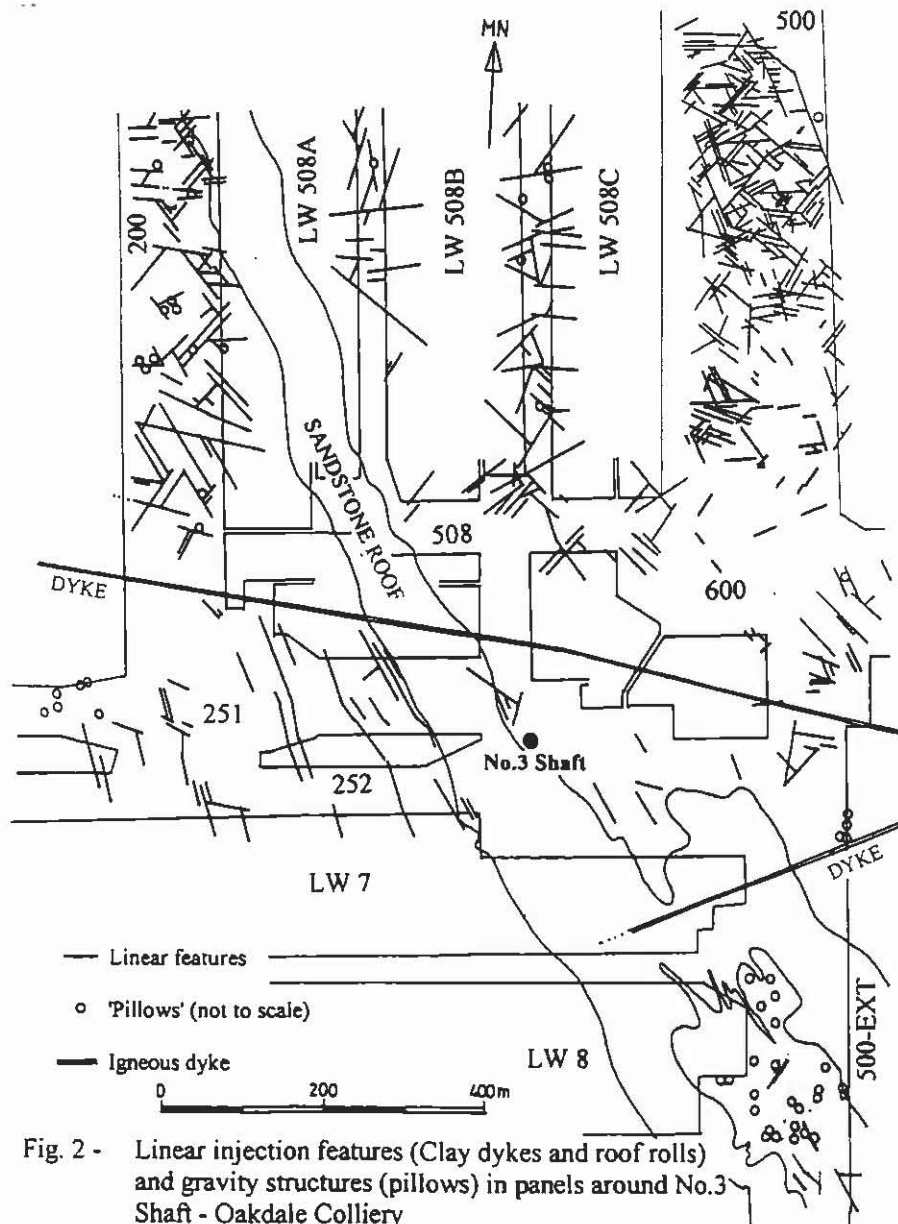 500
MN
LW 508A
LW 508B
LW 508C
200
SANDSTONE ROOF
508
DYKE
600
251
No.3 Shaft
252
LW 7
DYKE
Linear features
'Pillows' (not to scale)
500-EXT
LW 8
Igneous dyke
0 200 400m
Fig. 2 - Linear injection features (Clay dykes and roof rolls)
and gravity structures (pillows) in panels around No.3
Shaft - Oakdale Colliery